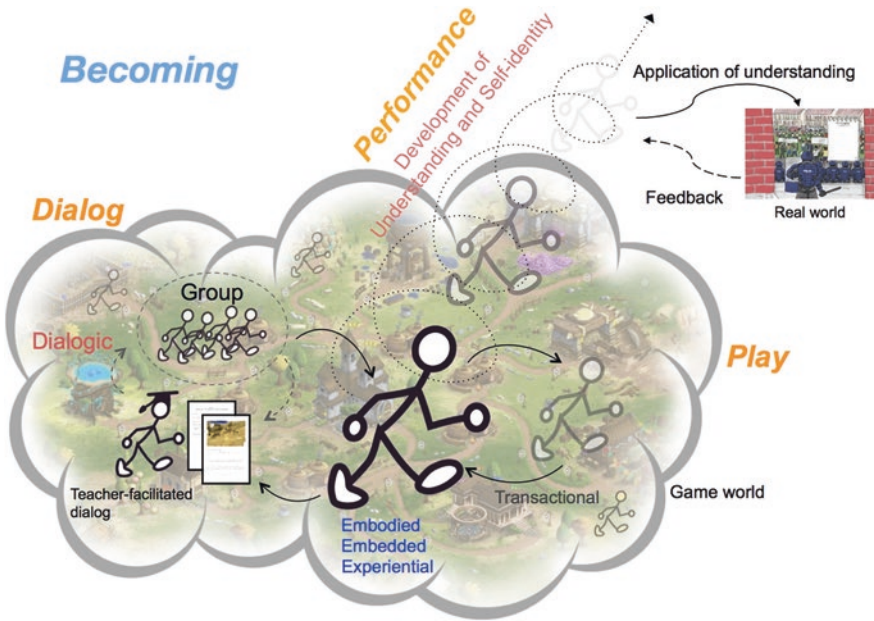 Becoming
Performance
Development of
Understanding and Self-identity
Application of understanding
Feedback
Real world
Dialog
Group
Dialogic
Play
Teacher-facilitated
dialog
Transactional
Game world
Embodied
Embedded
Experiential